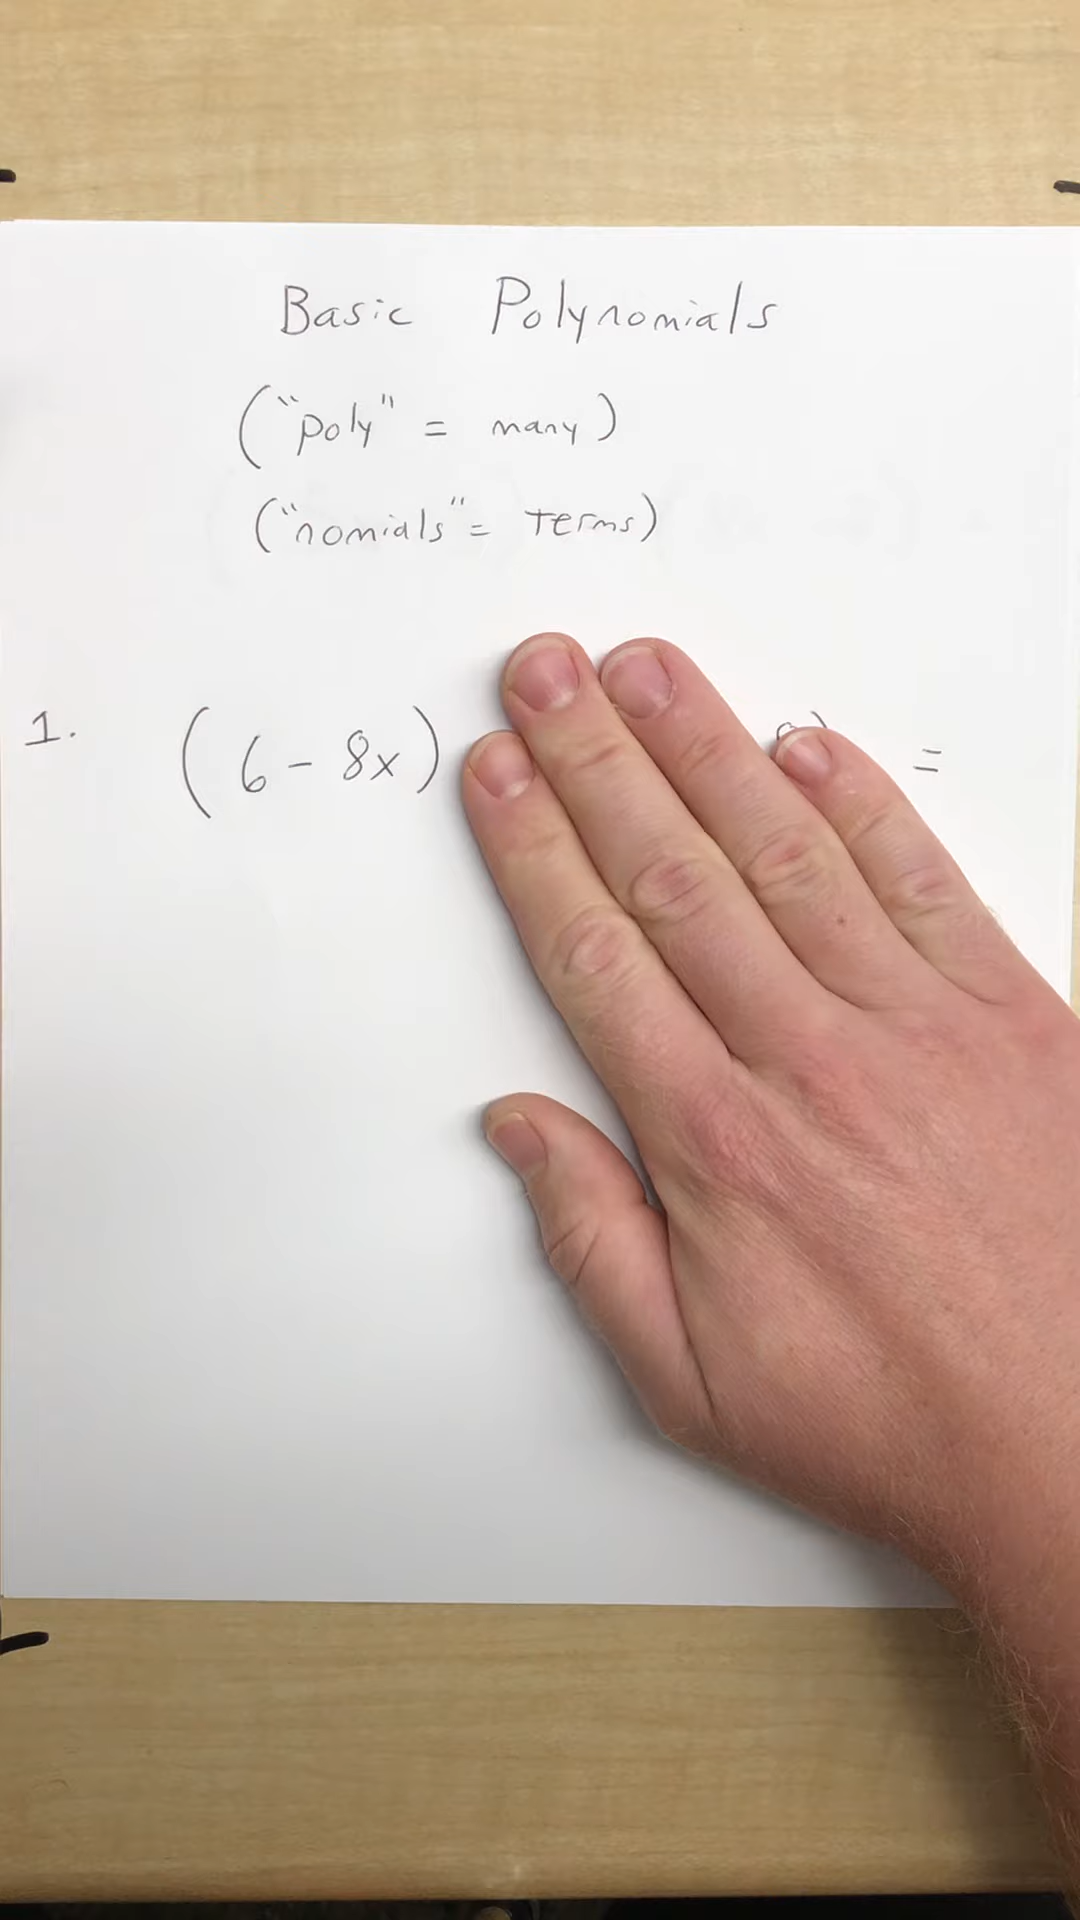 Basic Polynomials
("poly" = many)
("nomials" = terms)
1. (6 - 8x) ) =